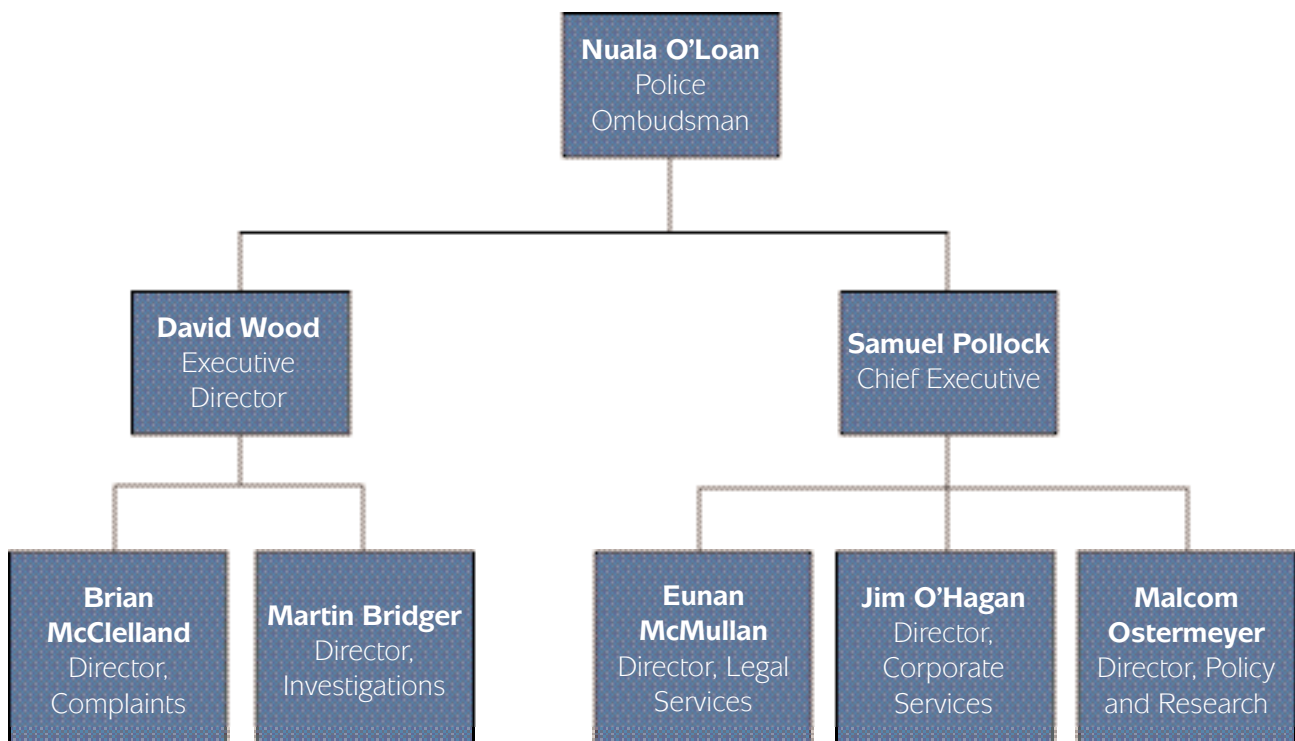 Nuala O’Loan
Police
Ombudsman
David Wood
Executive
Director
Samuel Pollock
Chief Executive
Brian
McClelland
Director,
Complaints
Martin Bridger
Director,
Investigations
Eunan
McMullan
Director, Legal
Services
Jim O’Hagan
Director,
Corporate
Services
Malcom
Ostermeyer
Director, Policy
and Research